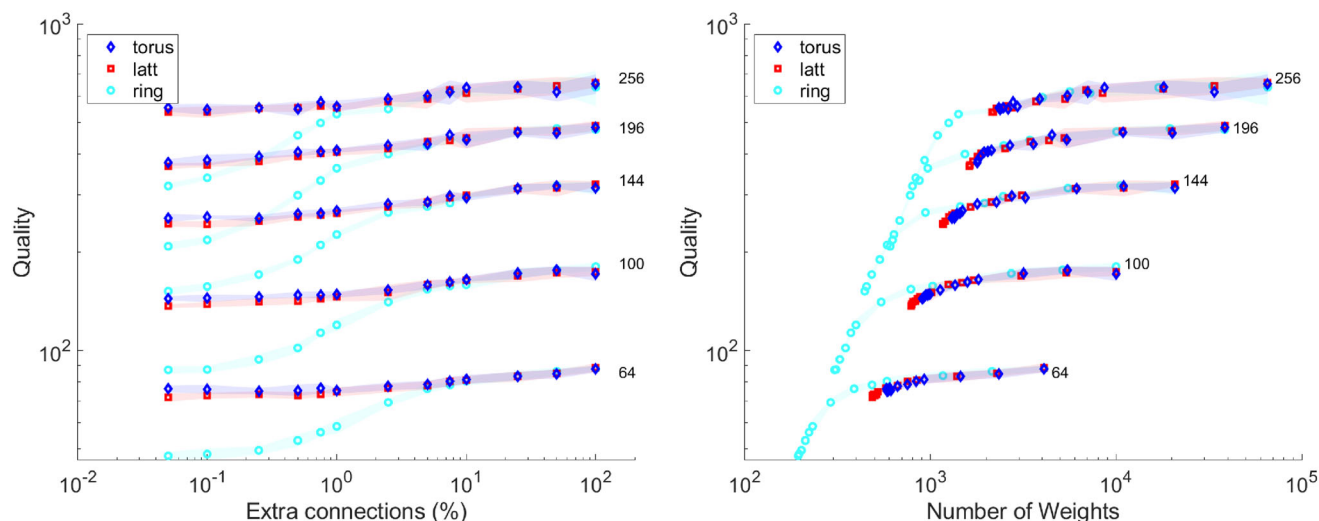 10^3
torus
latt
ring
256
196
144
100
64
10^2
Quality
10^-2
10^-1
10^0
10^1
10^2
Extra connections (%)
10^3
torus
latt
ring
256
196
144
100
64
10^2
Quality
10^2
10^3
10^4
10^5
Number of Weights